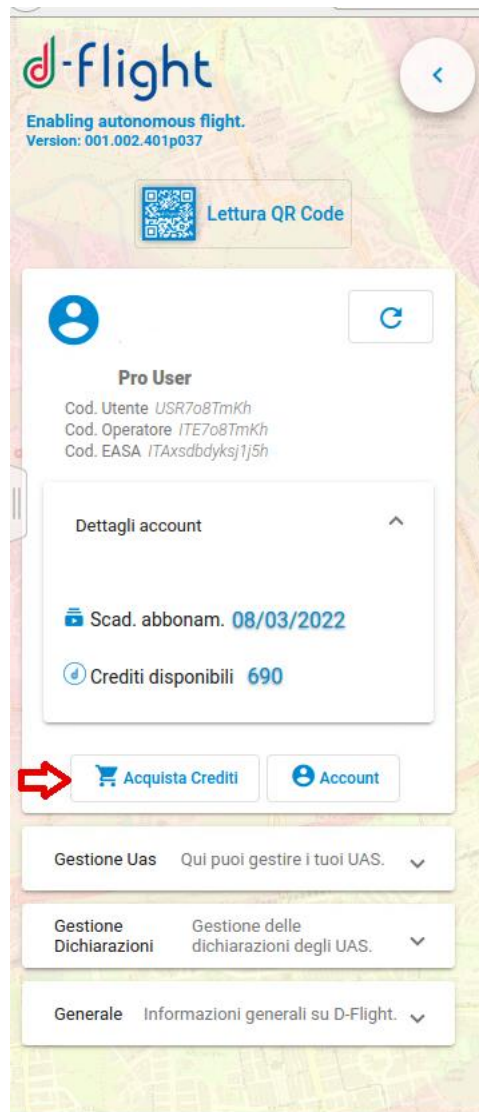 d-flight
Enabling autonomous flight.
Version: 001.002.401p037
Lettura QR Code
Pro User
Cod. Utente USR7o8TmKh
Cod. Operatore ITE7o8TmKh
Cod. EASA ITAxsdbdyksj1j5h
Dettagli account
Scad. abbonam. 08/03/2022
d Crediti disponibili 690
Acquista Crediti Account
Gestione Uas Qui puoi gestire i tuoi UAS.
Gestione Gestione delle
Dichiarazioni dichiarazioni degli UAS.
Generale Informazioni generali su D-Flight.